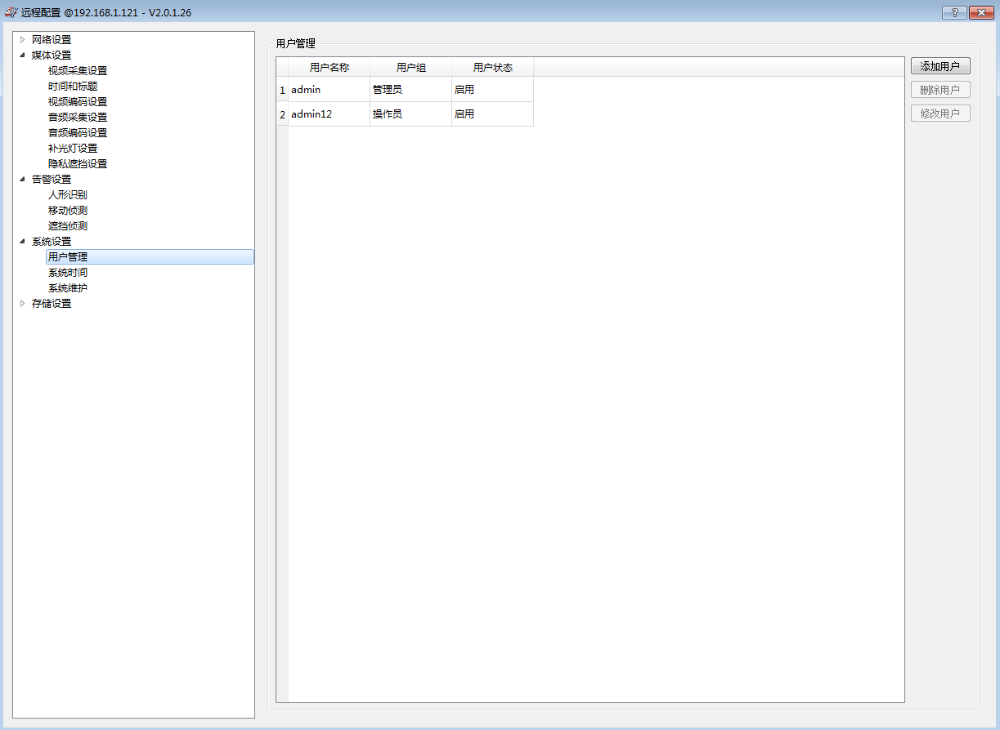 远程配置 @192.168.1.121 - V2.0.1.26
网络设置
媒体设置
视频采集设置
时间和标题
视频编码设置
音频采集设置
音频编码设置
补光灯设置
隐私遮挡设置
告警设置
人形识别
移动侦测
遮挡侦测
系统设置
用户管理
系统时间
系统维护
存储设置
用户管理
用户名称 用户组 用户状态
1 admin 管理员 启用
2 admin12 操作员 启用
添加用户
删除用户
修改用户